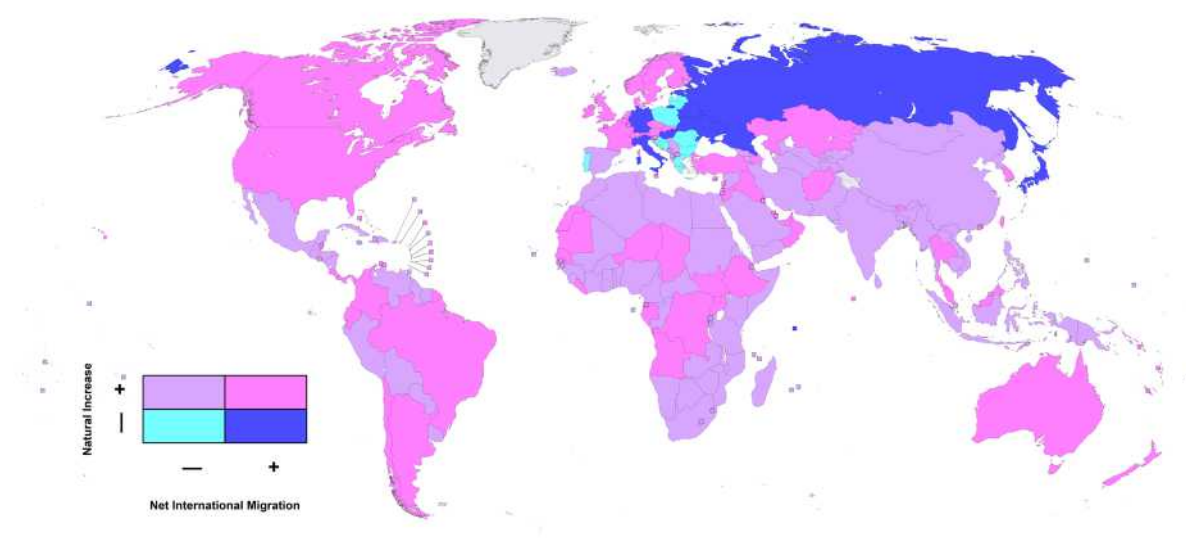 Natural Increase
+
—
— +
Net International Migration